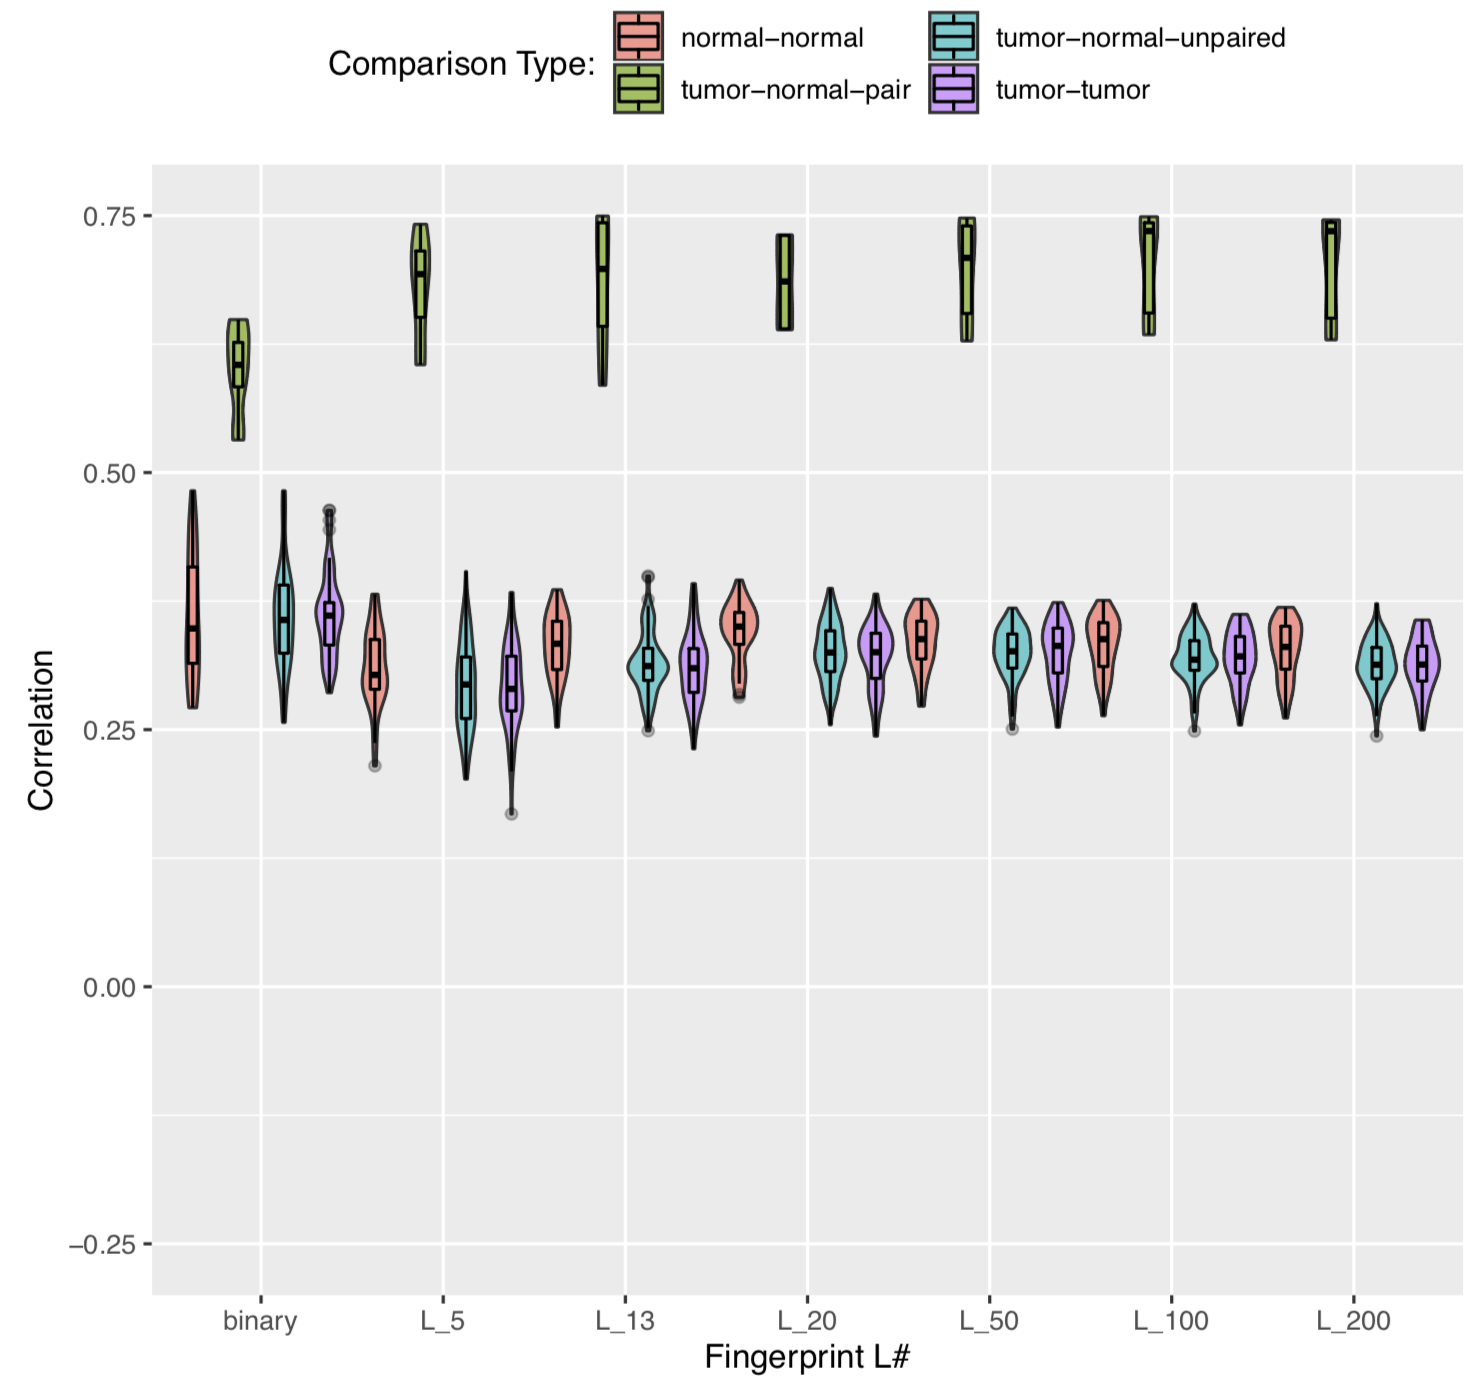 Comparison Type:
normal−normal
tumor−normal−pair
tumor−normal−unpaired
tumor−tumor
Correlation
0.75
0.50
0.25
0.00
−0.25
binary L_5 L_13 L_20 L_50 L_100 L_200
Fingerprint L#